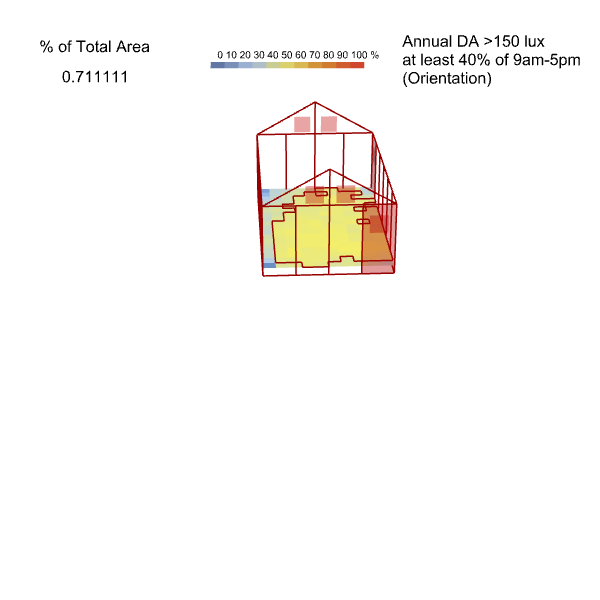 % of Total Area
0.711111
0 10 20 30 40 50 60 70 80 90 100 %
Annual DA >150 lux
at least 40% of 9am-5pm
(Orientation)